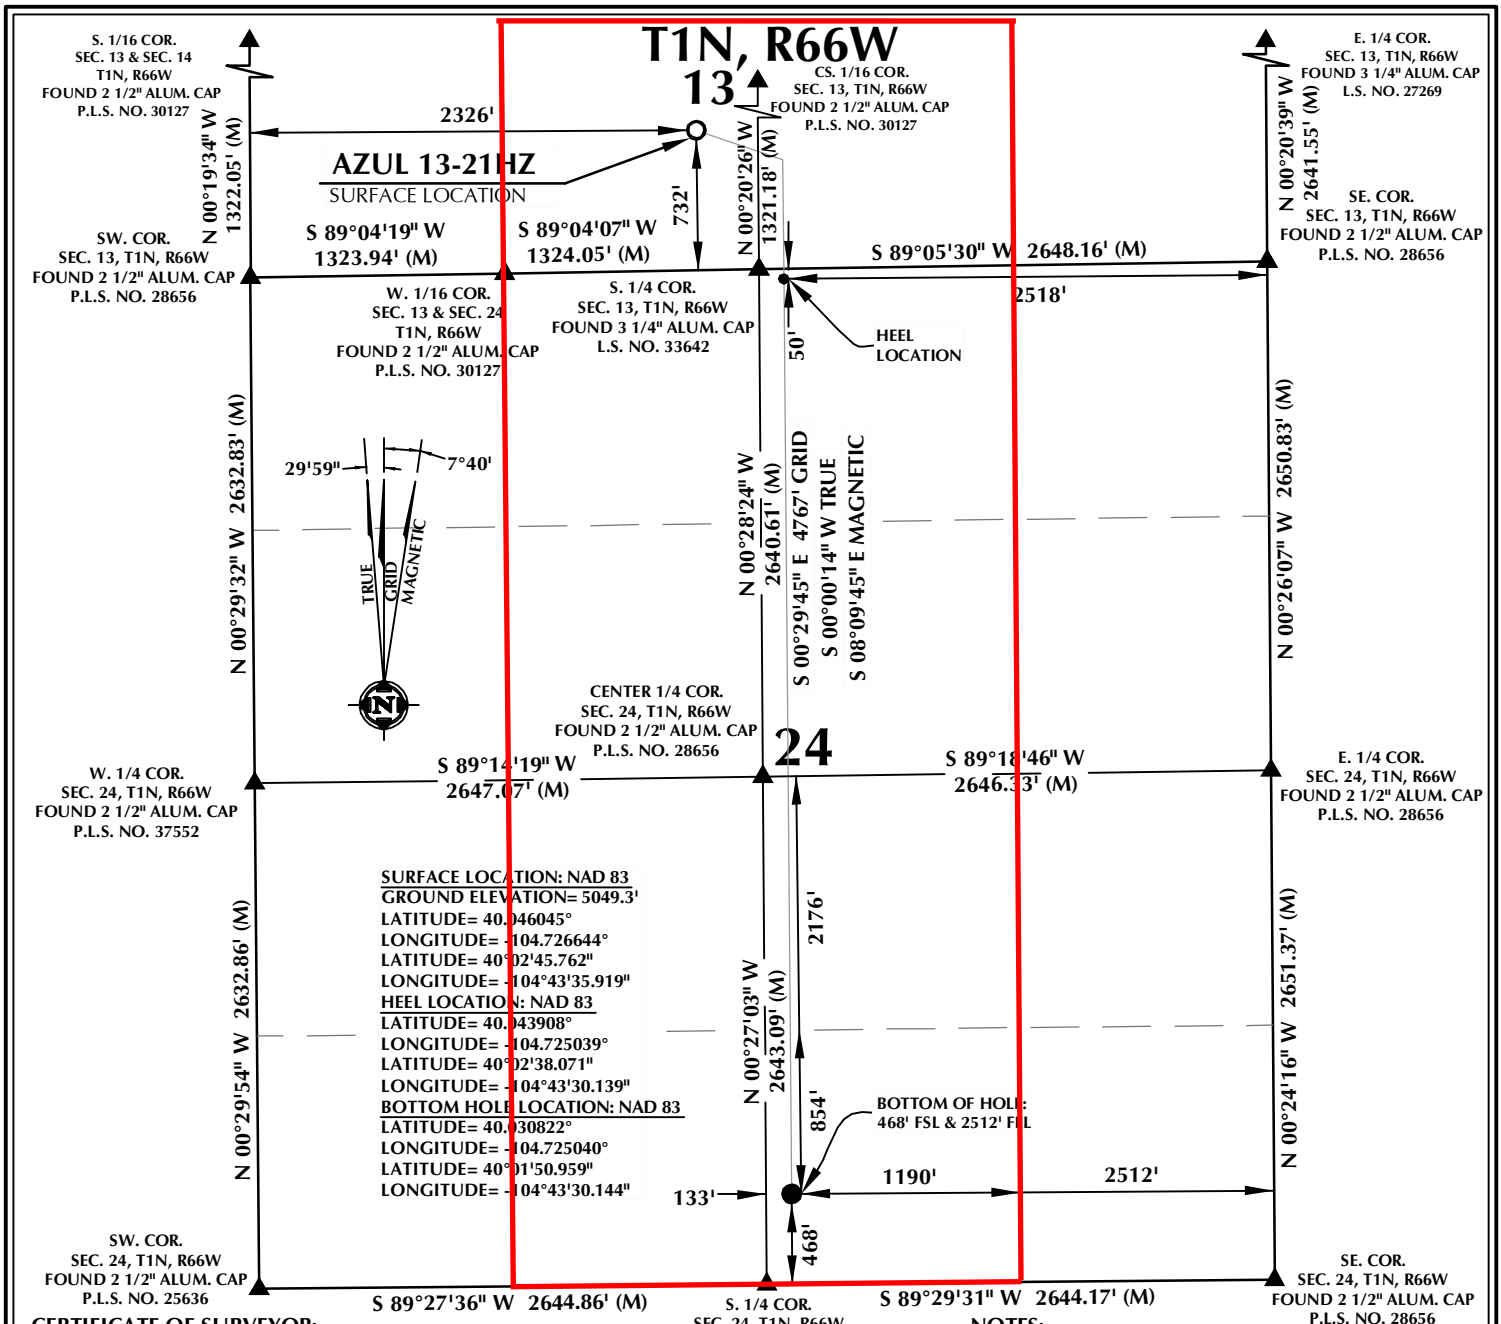 T1N, R66W
13
S. 1/16 COR.
SEC. 13 & SEC. 14
T1N, R66W
FOUND 2 1/2" ALUM. CAP
P.L.S. NO. 30127
CS. 1/16 COR.
SEC. 13, T1N, R66W
FOUND 2 1/2" ALUM. CAP
P.L.S. NO. 30127
E. 1/4 COR.
SEC. 13, T1N, R66W
FOUND 3 1/4" ALUM. CAP
L.S. NO. 27269
N 00°19'34" W
1322.05' (M)
2326'
AZUL 13-21HZ
SURFACE LOCATION
732'
N 00°20'26" W
1321.18' (M)
N 00°20'39" W
2641.55' (M)
SW. COR.
SEC. 13, T1N, R66W
FOUND 2 1/2" ALUM. CAP
P.L.S. NO. 28656
S 89°04'19" W
1323.94' (M)
S 89°04'07" W
1324.05' (M)
S 89°05'30" W 2648.16' (M)
SE. COR.
SEC. 13, T1N, R66W
FOUND 2 1/2" ALUM. CAP
P.L.S. NO. 28656
W. 1/16 COR.
SEC. 13 & SEC. 24
T1N, R66W
FOUND 2 1/2" ALUM. CAP
P.L.S. NO. 30127
S. 1/4 COR.
SEC. 13, T1N, R66W
FOUND 3 1/4" ALUM. CAP
L.S. NO. 33642
2518'
50'
HEEL
LOCATION
N 00°29'32" W 2632.83' (M)
29'59"
7°40'
TRUE
GRID
MAGNETIC
N
N 00°28'24" W
2640.61' (M)
S 00°29'45" E 4767' GRID
S 00°00'14" W TRUE
S 08°09'45" E MAGNETIC
N 00°26'07" W 2650.83' (M)
CENTER 1/4 COR.
SEC. 24, T1N, R66W
FOUND 2 1/2" ALUM. CAP
P.L.S. NO. 28656
24
W. 1/4 COR.
SEC. 24, T1N, R66W
FOUND 2 1/2" ALUM. CAP
P.L.S. NO. 37552
S 89°14'19" W
2647.07' (M)
S 89°18'46" W
2646.33' (M)
E. 1/4 COR.
SEC. 24, T1N, R66W
FOUND 2 1/2" ALUM. CAP
P.L.S. NO. 28656
SURFACE LOCATION: NAD 83
GROUND ELEVATION= 5049.3'
LATITUDE= 40.046045°
LONGITUDE= -104.726644°
LATITUDE= 40°02'45.762"
LONGITUDE= -104°43'35.919"
HEEL LOCATION: NAD 83
LATITUDE= 40.043908°
LONGITUDE= -104.725039°
LATITUDE= 40°02'38.071"
LONGITUDE= -104°43'30.139"
BOTTOM HOLE LOCATION: NAD 83
LATITUDE= 40.030822°
LONGITUDE= -104.725040°
LATITUDE= 40°01'50.959"
LONGITUDE= -104°43'30.144"
N 00°29'54" W 2632.86' (M)
2176'
N 00°27'03" W
2643.09' (M)
854'
BOTTOM OF HOLE:
468' FSL & 2512' FEL
N 00°24'16" W 2651.37' (M)
133'
1190'
2512'
468'
SW. COR.
SEC. 24, T1N, R66W
FOUND 2 1/2" ALUM. CAP
P.L.S. NO. 25636
S 89°27'36" W 2644.86' (M)
S. 1/4 COR.
SEC. 24, T1N, R66W
S 89°29'31" W 2644.17' (M)
SE. COR.
SEC. 24, T1N, R66W
FOUND 2 1/2" ALUM. CAP
P.L.S. NO. 28656
CERTIFICATE OF SURVEYOR:
NOTES: